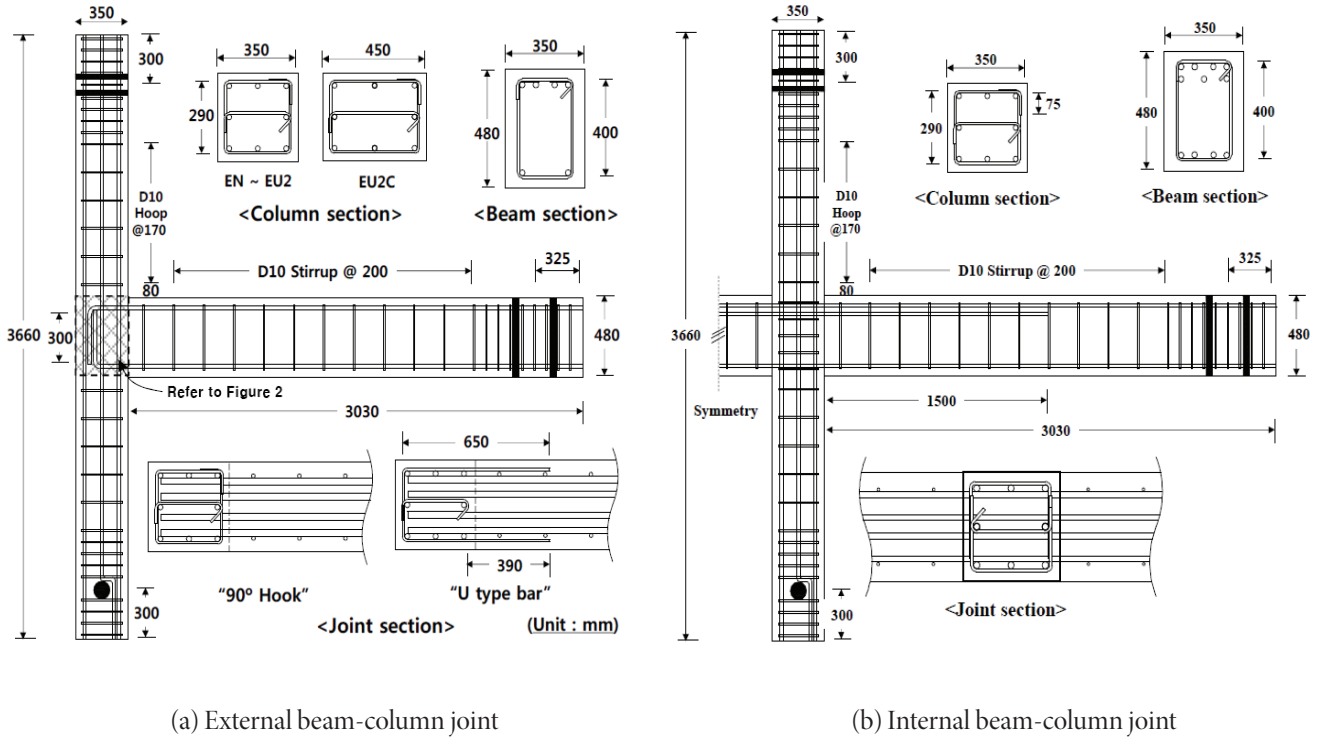 350
300
3660
350
450
350
290
480
400
EN ~ EU2
EU2C
<Column section>
<Beam section>
D10
Hoop
@170
80
D10 Stirrup @ 200
325
300
480
Refer to Figure 2
3030
650
390
"90º Hook"
"U type bar"
300
<Joint section>
(Unit : mm)
(a) External beam-column joint
350
300
3660
350
350
75
290
480
400
<Column section>
<Beam section>
D10
Hoop
@170
80
D10 Stirrup @ 200
325
480
Symmetry
1500
3030
300
<Joint section>
(b) Internal beam-column joint